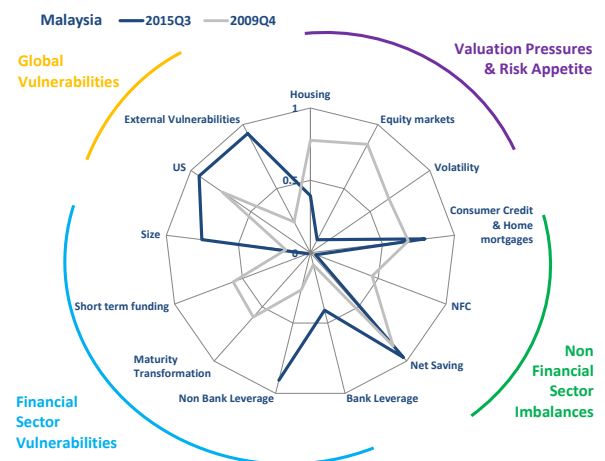 Malaysia
2015Q3
2009Q4
Global
Vulnerabilities
Valuation Pressures
& Risk Appetite
Housing
1
External Vulnerabilities
Equity markets
US
Volatility
0.5
Consumer Credit
& Home
mortgages
Size
0
Short term funding
NFC
Maturity
Transformation
Net Saving
Non Bank Leverage
Bank Leverage
Non
Financial
Sector
Imbalances
Financial
Sector
Vulnerabilities